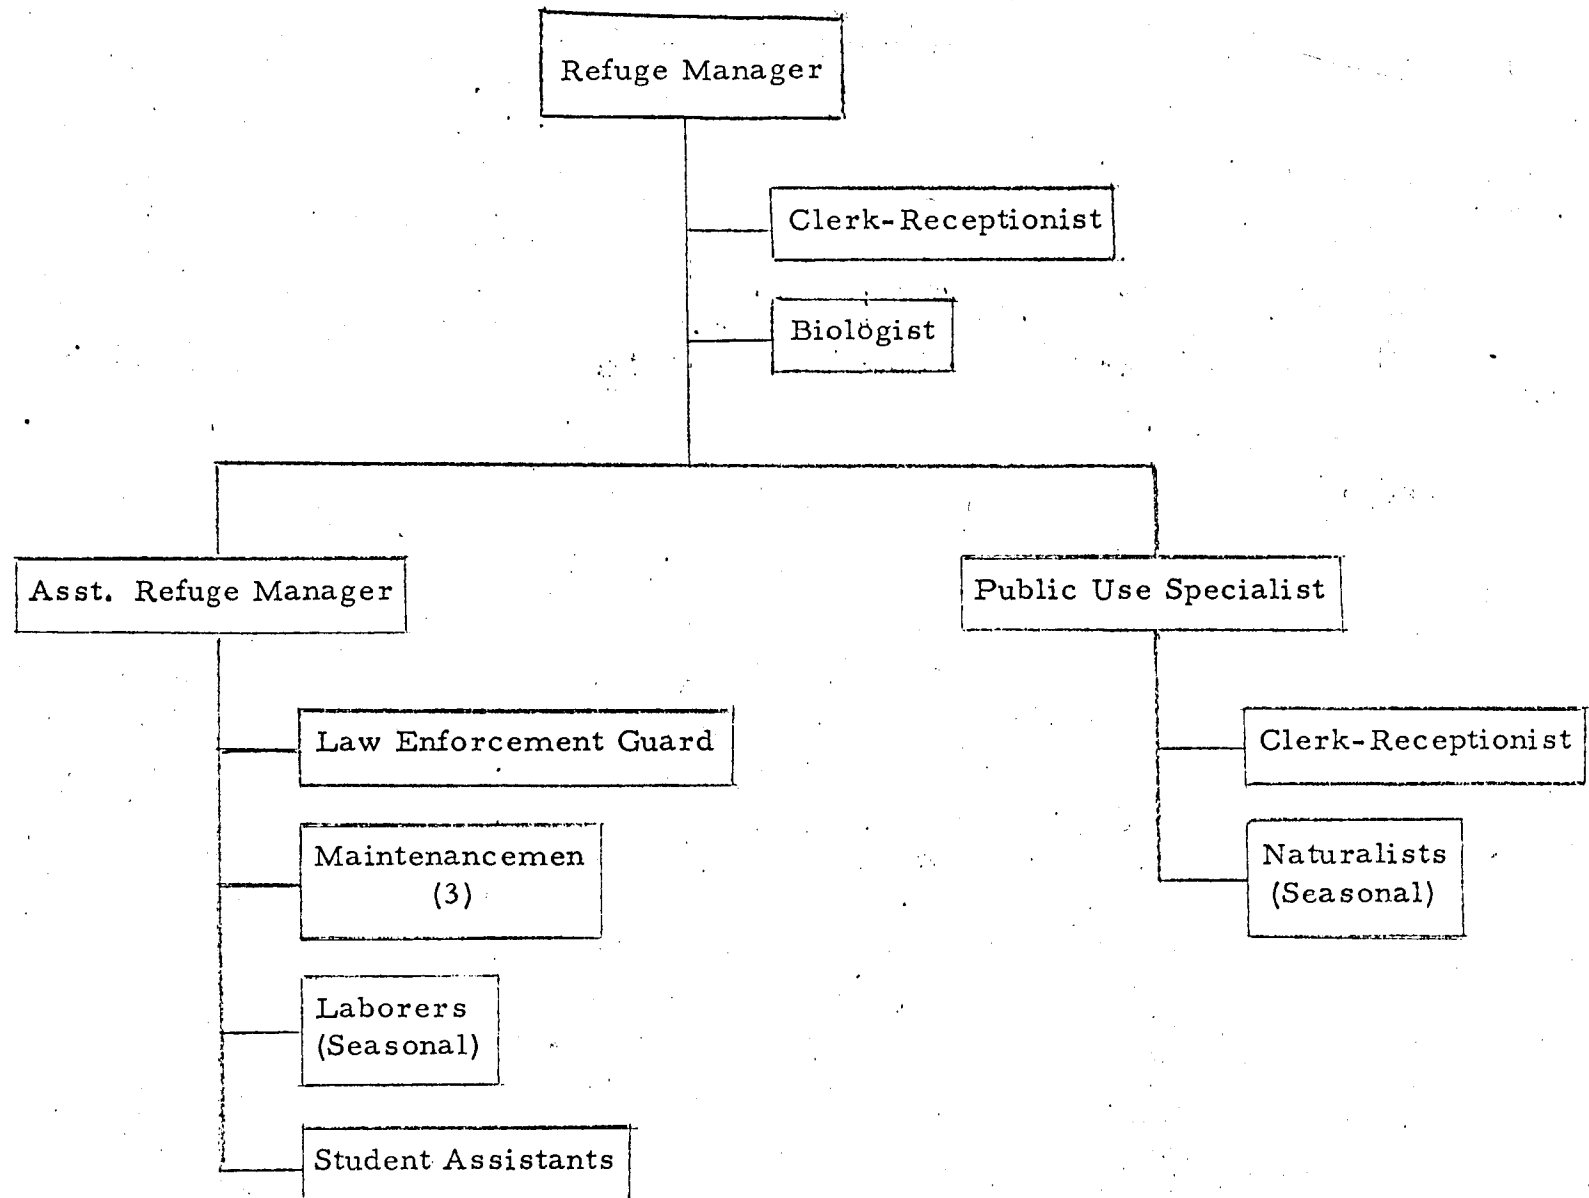 Refuge Manager
Clerk-Receptionist
Biologist
Asst. Refuge Manager
Public Use Specialist
Law Enforcement Guard
Maintenancemen
(3)
Laborers
(Seasonal)
Student Assistants
Clerk-Receptionist
Naturalists
(Seasonal)